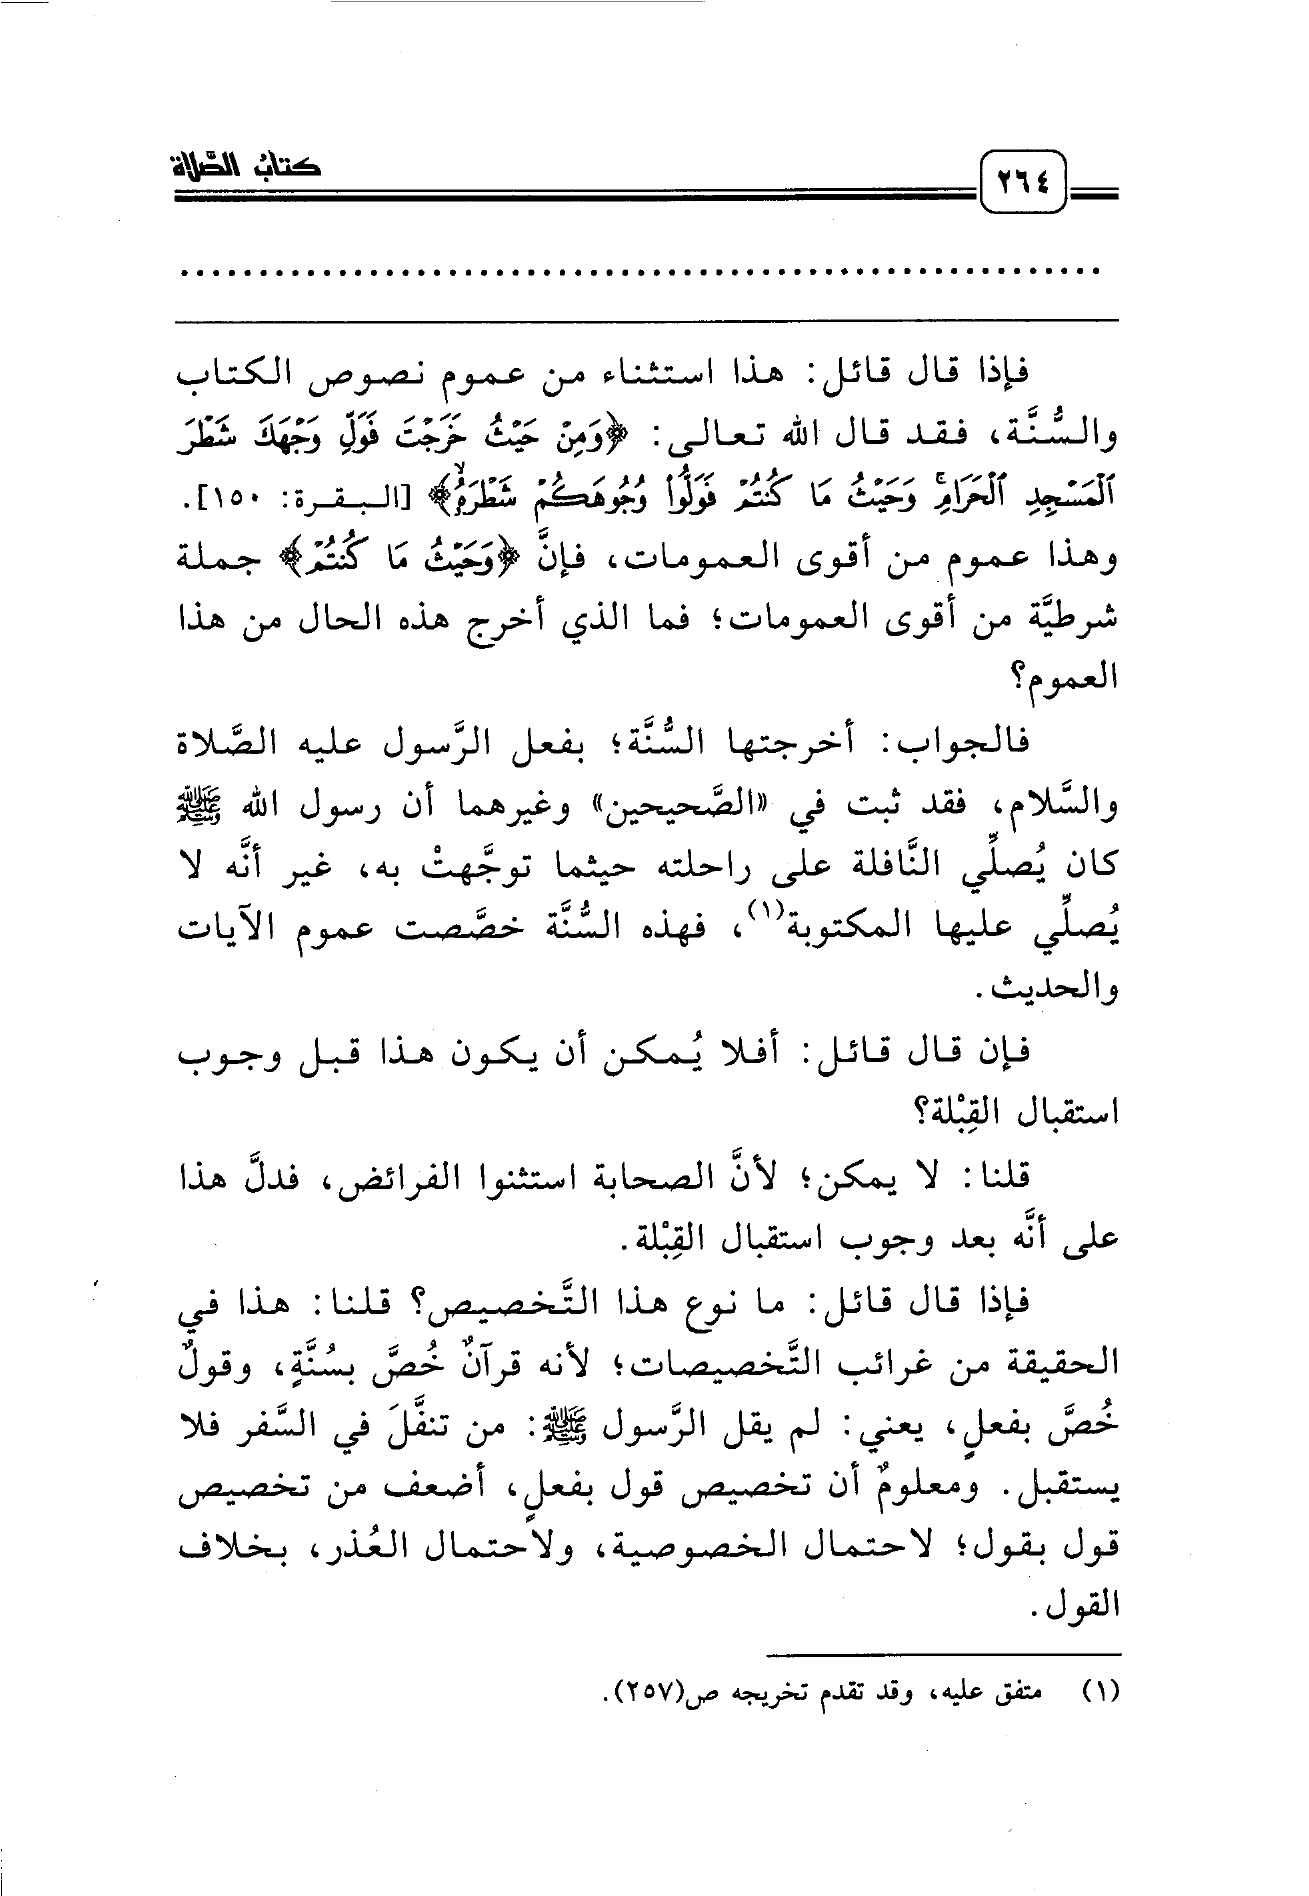 ٢٦٤
كتابُ الصَّلاة
فإذا قال قائل: هذا استثناء من عموم نصوص الكتاب
والسُّنَّة، فقد قال الله تعالى: ﴿وَمِنْ حَيْثُ خَرَجْتَ فَوَلِّ وَجْهَكَ شَطْرَ
ٱلْمَسْجِدِ ٱلْحَرَامِۚ وَحَيْثُ مَا كُنتُمْ فَوَلُّوا۟ وُجُوهَكُمْ شَطْرَهُۥ﴾ [البقرة: ١٥٠].
وهذا عموم من أقوى العمومات، فإنَّ ﴿وَحَيْثُ مَا كُنتُمْ﴾ جملة
شرطيَّة من أقوى العمومات؛ فما الذي أخرج هذه الحال من هذا
العموم؟
فالجواب: أخرجتها السُّنَّة؛ بفعل الرَّسول عليه الصَّلاة
والسَّلام، فقد ثبت في «الصَّحيحين» وغيرهما أن رسول الله ﷺ
كان يُصلِّي النَّافلة على راحلته حيثما توجَّهتْ به، غير أنَّه لا
يُصلِّي عليها المكتوبة(١)، فهذه السُّنَّة خصَّصت عموم الآيات
والحديث.
فإن قال قائل: أفلا يُمكن أن يكون هذا قبل وجوب
استقبال القِبْلة؟
قلنا: لا يمكن؛ لأنَّ الصحابة استثنوا الفرائض، فدلَّ هذا
على أنَّه بعد وجوب استقبال القِبْلة.
فإذا قال قائل: ما نوع هذا التَّخصيص؟ قلنا: هذا في
الحقيقة من غرائب التَّخصيصات؛ لأنه قرآنٌ خُصَّ بسُنَّةٍ، وقولٌ
خُصَّ بفعلٍ، يعني: لم يقل الرَّسول ﷺ: من تنفَّلَ في السَّفر فلا
يستقبل. ومعلومٌ أن تخصيص قول بفعلٍ، أضعف من تخصيص
قول بقول؛ لاحتمال الخصوصية، ولاحتمال العُذر، بخلاف
القول.
(١) متفق عليه، وقد تقدم تخريجه ص(٢٥٧).